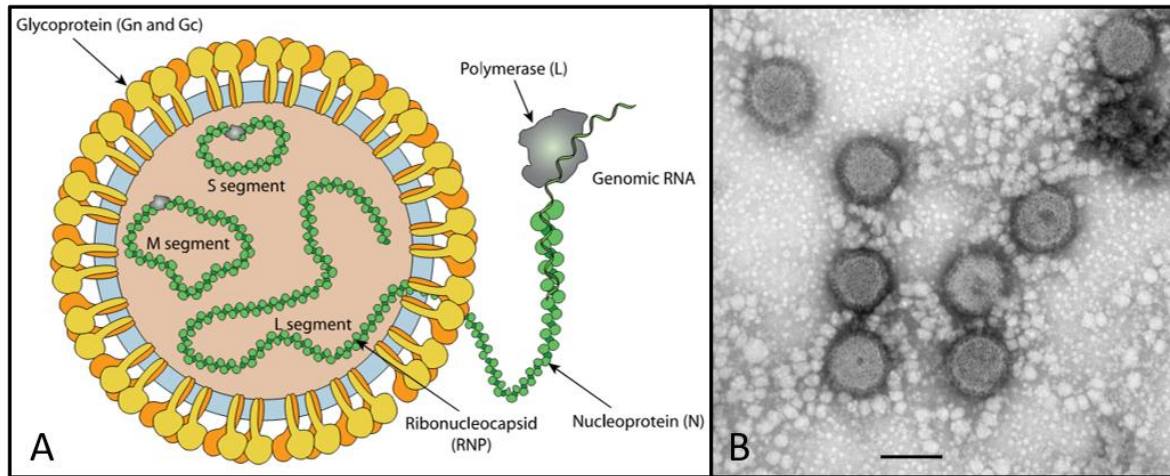 Glycoprotein (Gn and Gc)
Polymerase (L)
Genomic RNA
S segment
M segment
L segment
Ribonucleocapsid
(RNP)
Nucleoprotein (N)
A
B